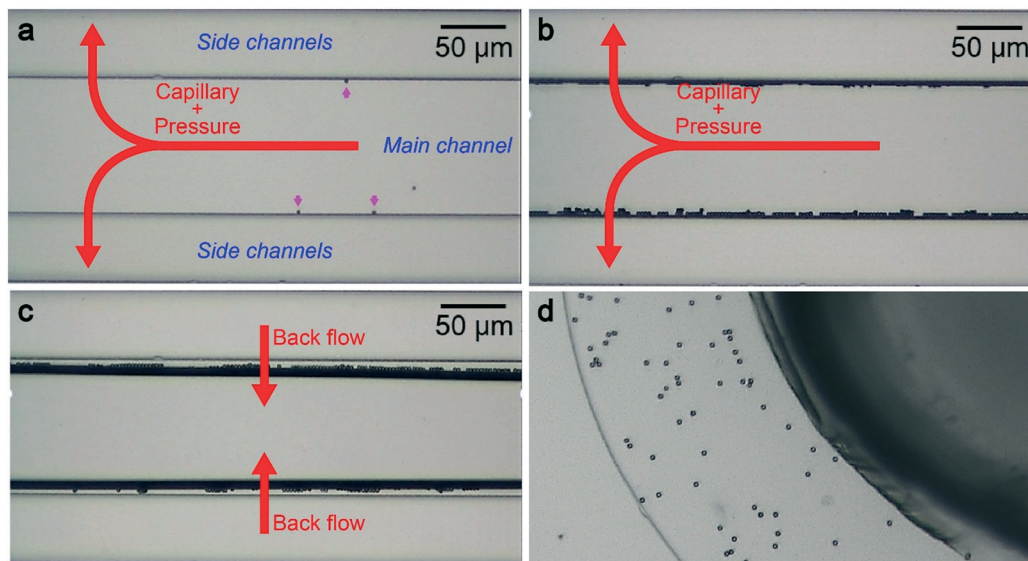 a
Side channels
50 µm
Capillary
+
Pressure
Main channel
Side channels
b
50 µm
Capillary
+
Pressure
c
50 µm
Back flow
Back flow
d